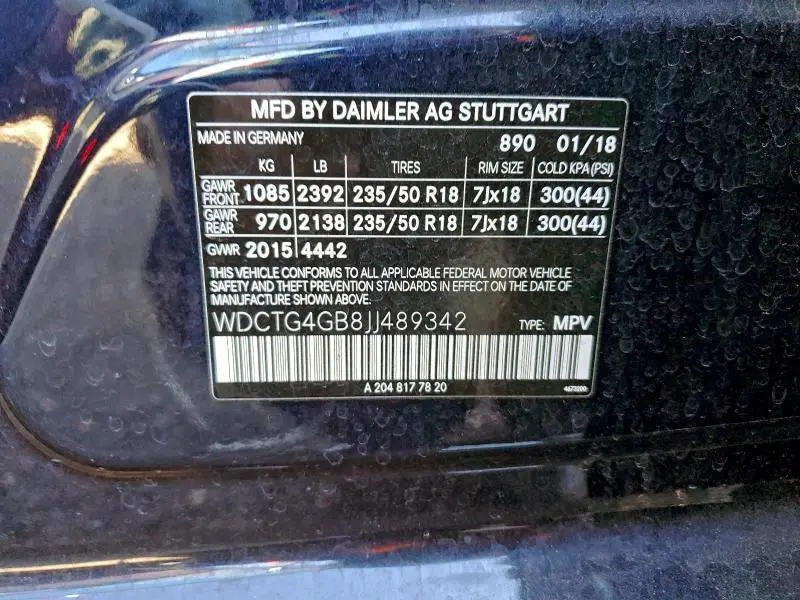 MFD BY DAIMLER AG STUTTGART
MADE IN GERMANY 890 01/18
KG LB TIRES RIM SIZE COLD KPA(PSI)
GAWR FRONT 1085 2392 235/50 R18 7Jx18 300(44)
GAWR REAR 970 2138 235/50 R18 7Jx18 300(44)
GVWR 2015 4442
THIS VEHICLE CONFORMS TO ALL APPLICABLE FEDERAL MOTOR VEHICLE
SAFETY AND THEFT PREVENTION STANDARDS IN EFFECT ON THE DATE OF
MANUFACTURE SHOWN ABOVE.
WDCTG4GB8JJ489342 TYPE: MPV
A 204 817 78 20 4673200